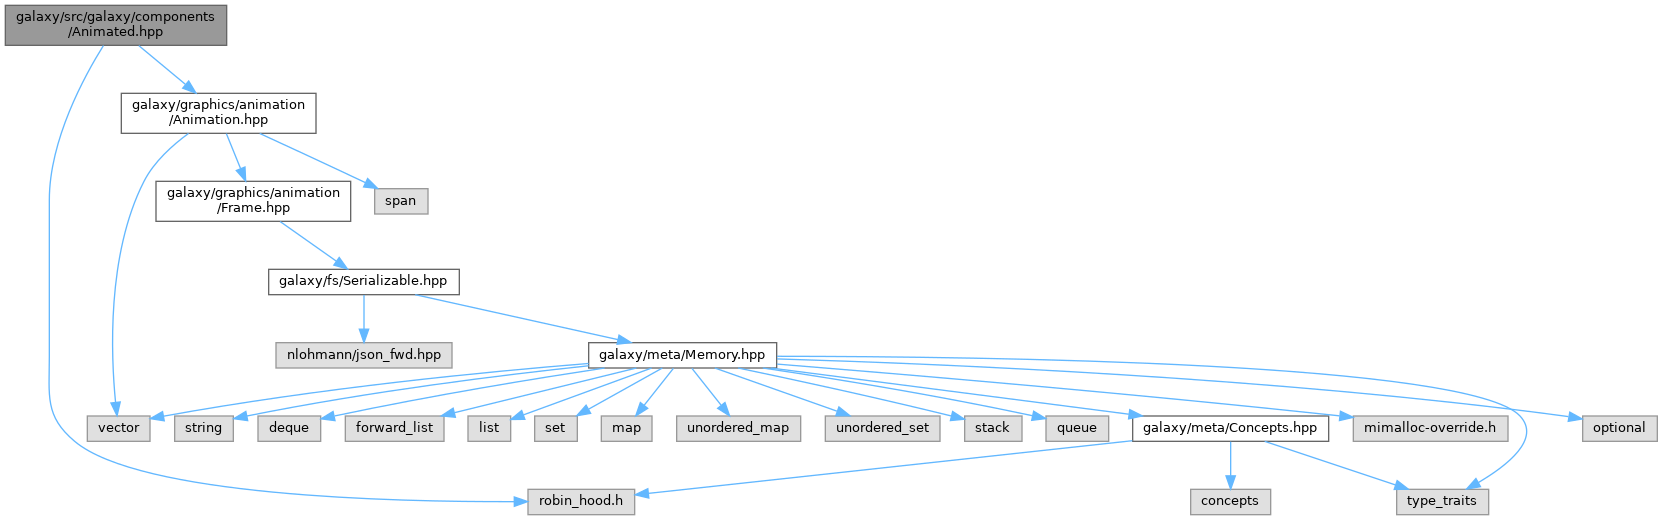 galaxy/src/galaxy/components
/Animated.hpp
galaxy/graphics/animation
/Animation.hpp
galaxy/graphics/animation
/Frame.hpp
span
galaxy/fs/Serializable.hpp
nlohmann/json_fwd.hpp
galaxy/meta/Memory.hpp
vector
string
deque
forward_list
list
set
map
unordered_map
unordered_set
stack
queue
galaxy/meta/Concepts.hpp
mimalloc-override.h
optional
robin_hood.h
concepts
type_traits